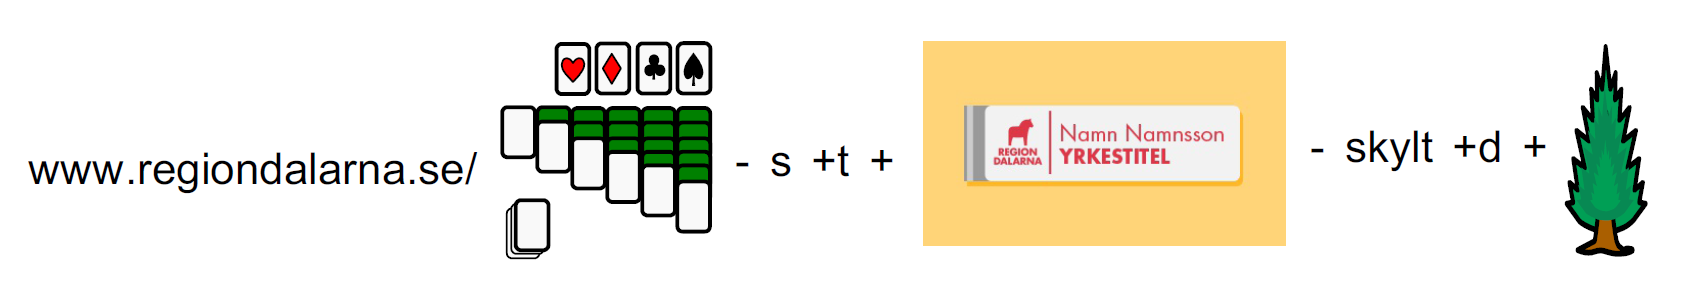 www.regiondalarna.se/ - s +t + - skylt +d +
REGION
DALARNA
Namn Namnsson
YRKESTITEL